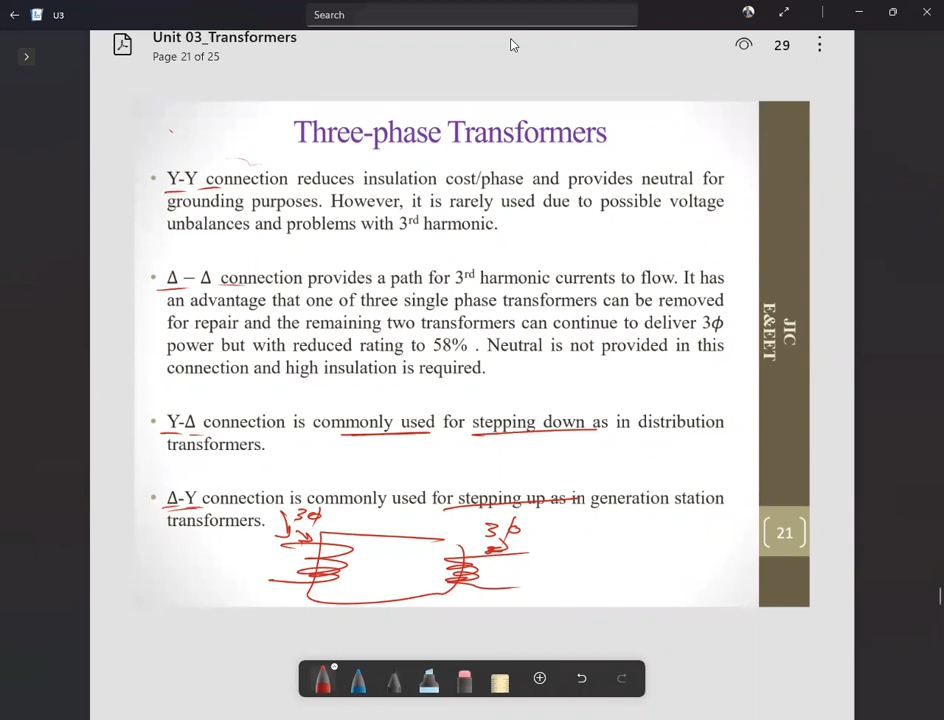 U3
Search
Unit 03_Transformers
Page 21 of 25
29
Three-phase Transformers
• Y-Y connection reduces insulation cost/phase and provides neutral for
grounding purposes. However, it is rarely used due to possible voltage
unbalances and problems with 3rd harmonic.
• Δ – Δ connection provides a path for 3rd harmonic currents to flow. It has
an advantage that one of three single phase transformers can be removed
for repair and the remaining two transformers can continue to deliver 3ϕ
power but with reduced rating to 58% . Neutral is not provided in this
connection and high insulation is required.
• Y-Δ connection is commonly used for stepping down as in distribution
transformers.
• Δ-Y connection is commonly used for stepping up as in generation station
transformers.
3ϕ
3ϕ
JIC
E&EET
21